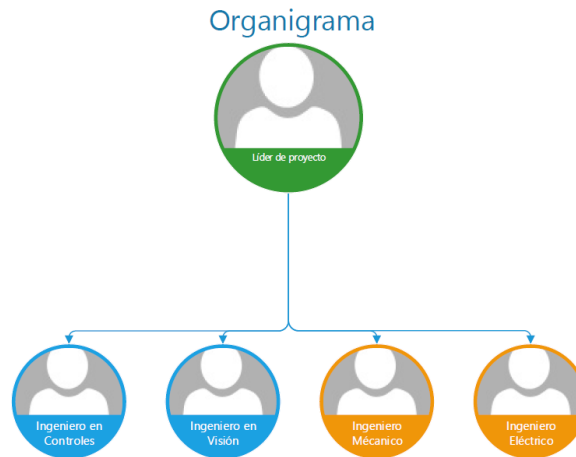 Organigrama
Líder de proyecto
Ingeniero en
Controles
Ingeniero en
Visión
Ingeniero
Mécanico
Ingeniero
Eléctrico